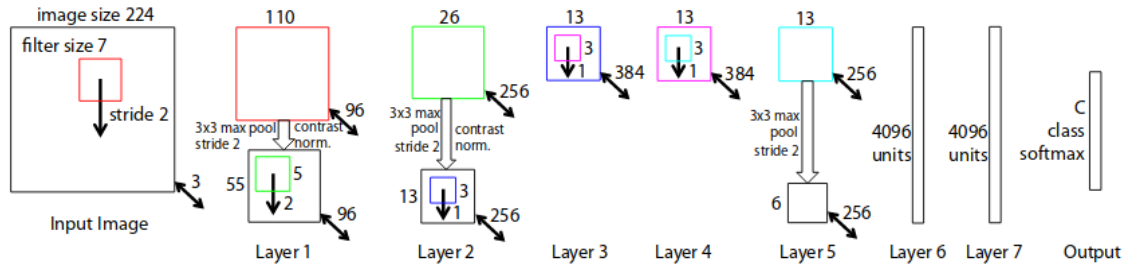 image size 224
filter size 7
stride 2
3
Input Image
110
96
3x3 max pool
stride 2
contrast
norm.
55
5
2
96
Layer 1
26
256
3x3 max
pool
stride 2
contrast
norm.
13
3
1
256
Layer 2
13
3
1
384
Layer 3
13
3
1
384
Layer 4
13
256
3x3 max
pool
stride 2
6
256
Layer 5
4096
units
Layer 6
4096
units
Layer 7
C
class
softmax
Output